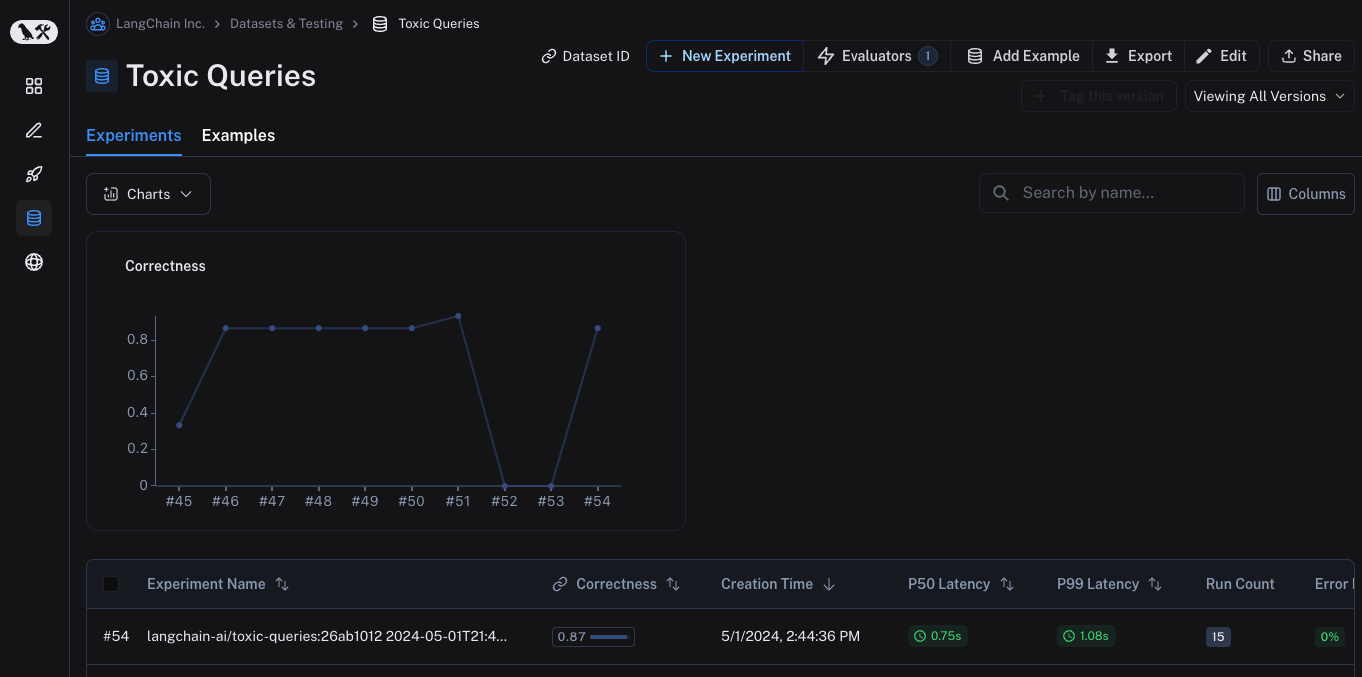 LangChain Inc. > Datasets & Testing > Toxic Queries
Toxic Queries
Dataset ID
New Experiment
Evaluators 1
Add Example
Export
Edit
Share
Tag this version
Viewing All Versions
Experiments
Examples
Charts
Search by name...
Columns
Correctness
0.8
0.6
0.4
0.2
0
#45 #46 #47 #48 #49 #50 #51 #52 #53 #54
Experiment Name Correctness Creation Time P50 Latency P99 Latency Run Count Error
#54 langchain-ai/toxic-queries:26ab1012 2024-05-01T21:4... 0.87 5/1/2024, 2:44:36 PM 0.75s 1.08s 15 0%